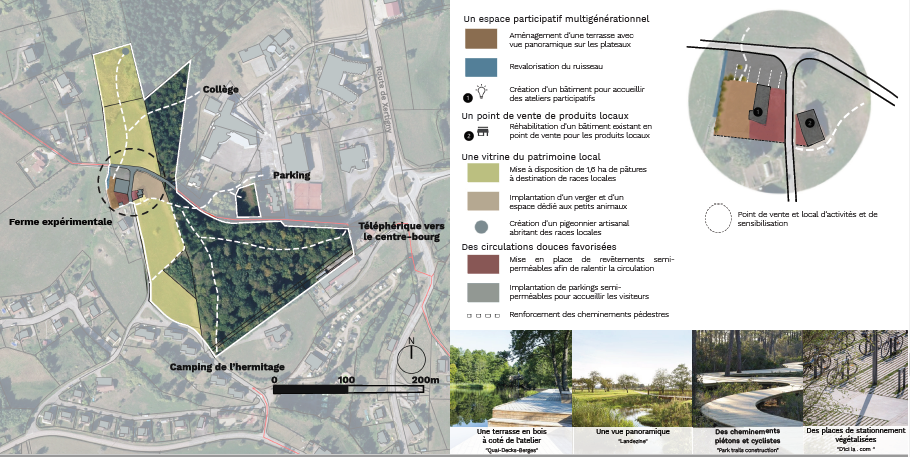 Collège
Parking
Route de Xertigny
Ferme expérimentale
Téléphérique vers
le centre-bourg
Camping de l'hermitage
N
0 100 200m
Un espace participatif multigénérationnel
Aménagement d'une terrasse avec
vue panoramique sur les plateaux
Revalorisation du ruisseau
1
Création d'un bâtiment pour accueillir
des ateliers participatifs
Un point de vente de produits locaux
2
Réhabilitation d'un bâtiment existant en
point de vente pour les produits locaux
Une vitrine du patrimoine local
Mise à disposition de 1,6 ha de pâtures
à destination de races locales
Implantation d'un verger et d'un
espace dédié aux petits animaux
Création d'un pigeonnier artisanal
abritant des races locales
Des circulations douces favorisées
Mise en place de revêtements semi-
perméables afin de ralentir la circulation
Implantation de parkings semi-
perméables pour accueillir les visiteurs
Renforcement des cheminements pédestres
1
2
Point de vente et local d'activités et de
sensibilisation
Une terrasse en bois
à coté de l'atelier
"Quai-Decks-Berges"
Une vue panoramique
"Landezine"
Des cheminements
piétons et cyclistes
"Park trails construction"
Des places de stationnement
végétalisées
"D'ici là . com "